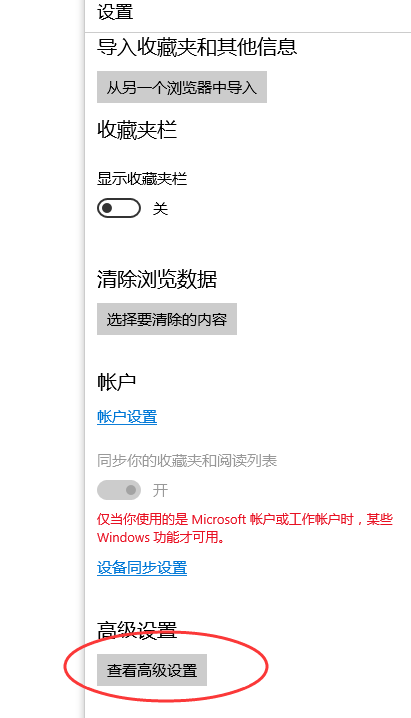 设置
导入收藏夹和其他信息
从另一个浏览器中导入
收藏夹栏
显示收藏夹栏
关
清除浏览数据
选择要清除的内容
帐户
帐户设置
同步你的收藏夹和阅读列表
开
仅当你使用的是 Microsoft 帐户或工作帐户时，某些
Windows 功能才可用。
设备同步设置
高级设置
查看高级设置